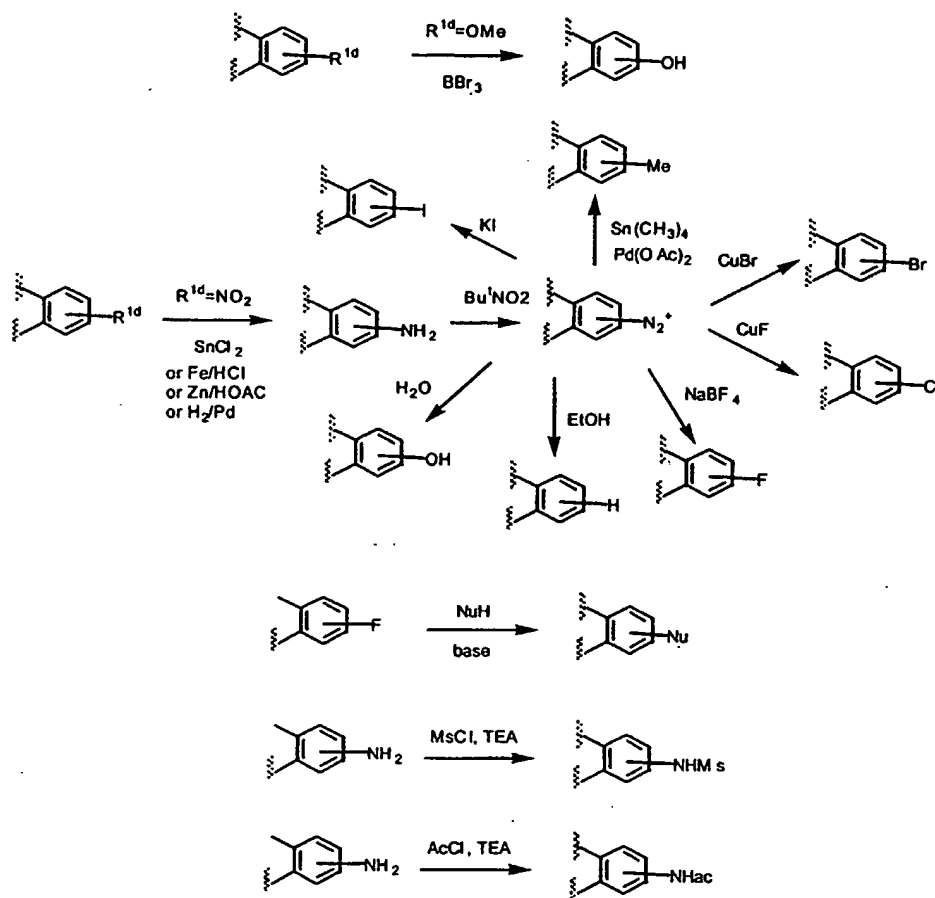 R1d=OMe
R1d
BBr3
OH
Me
I
KI
Sn(CH3)4
Pd(OAc)2
CuBr
Br
R1d=NO2
R1d
SnCl2
or Fe/HCl
or Zn/HOAC
or H2/Pd
NH2
ButNO2
N2+
CuF
C
H2O
OH
EtOH
H
NaBF4
F
F
NuH
base
Nu
NH2
MsCl, TEA
NHMs
NH2
AcCl, TEA
NHac